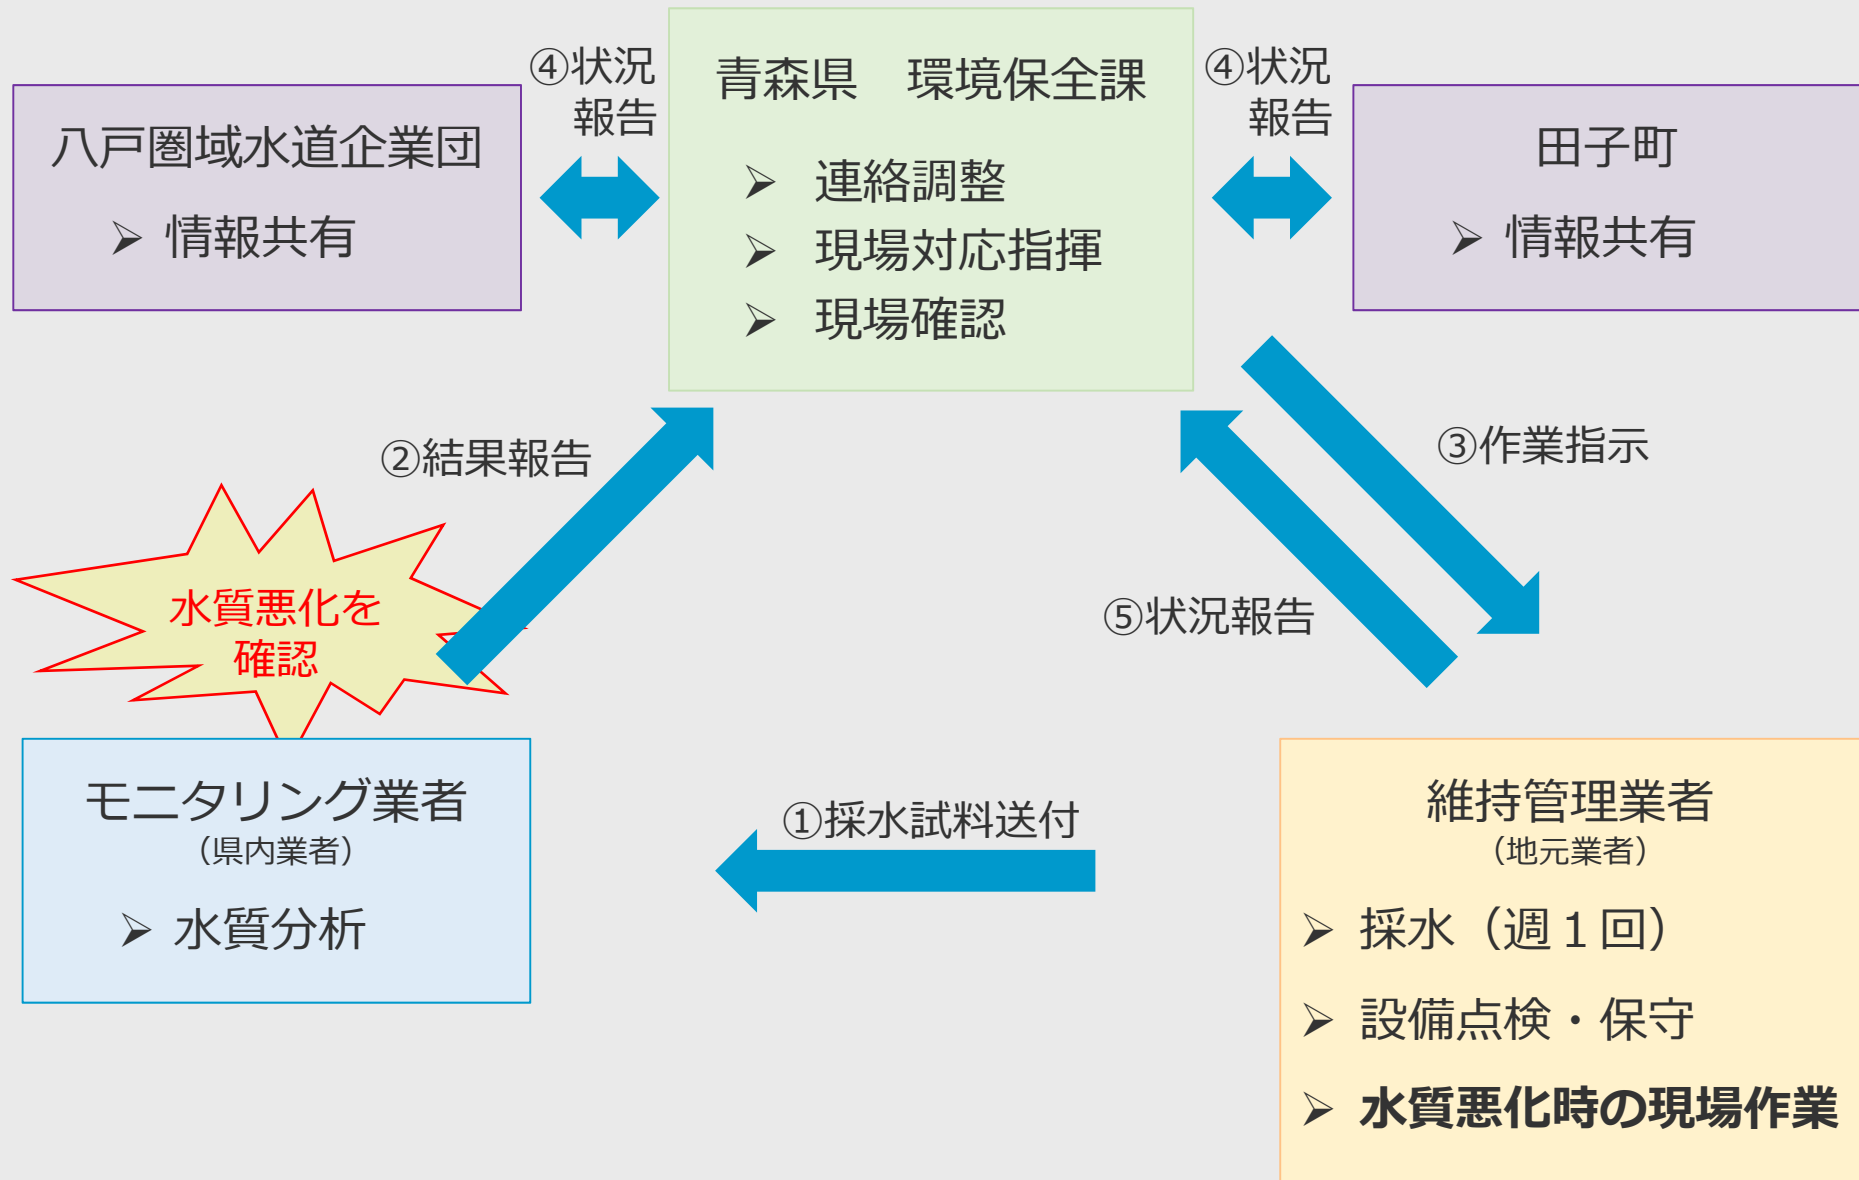 青森県　環境保全課
➢ 連絡調整
➢ 現場対応指揮
➢ 現場確認
④状況
報告
④状況
報告
八戸圏域水道企業団
➢ 情報共有
田子町
➢ 情報共有
②結果報告
③作業指示
⑤状況報告
水質悪化を
確認
モニタリング業者
（県内業者）
➢ 水質分析
①採水試料送付
維持管理業者
（地元業者）
➢ 採水（週１回）
➢ 設備点検・保守
➢ 水質悪化時の現場作業